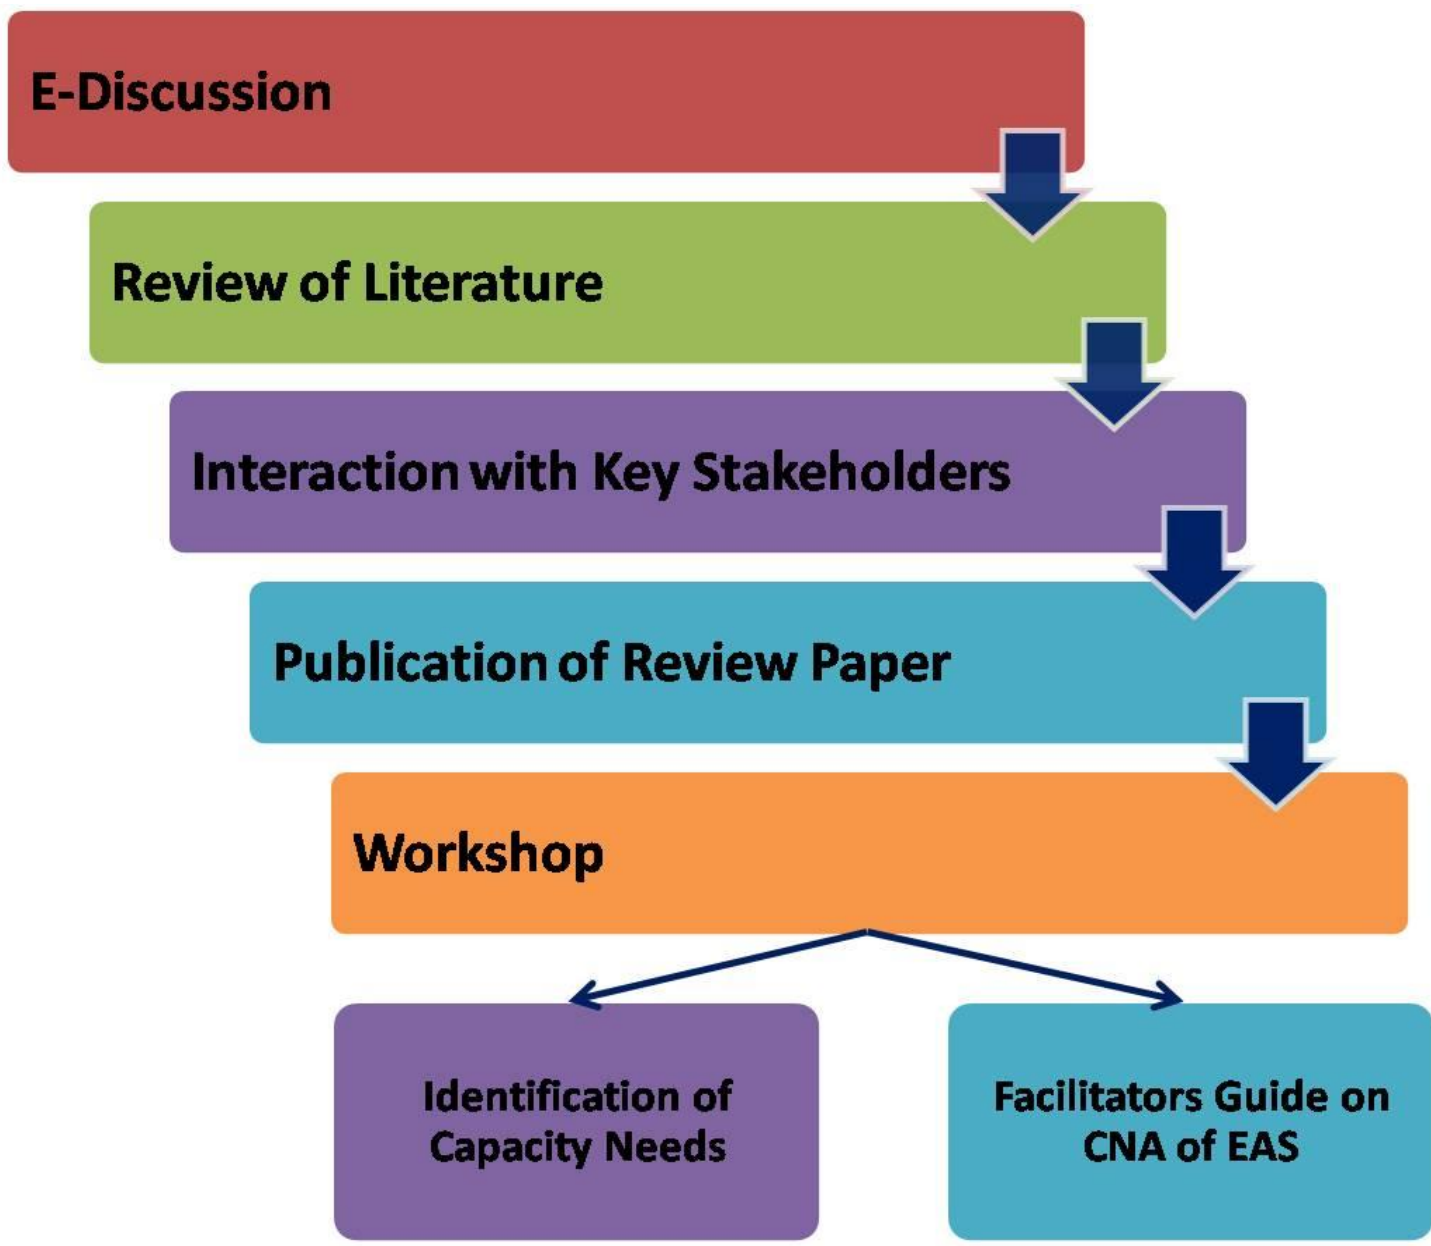 E-Discussion
Review of Literature
Interaction with Key Stakeholders
Publication of Review Paper
Workshop
Identification of
Capacity Needs
Facilitators Guide on
CNA of EAS